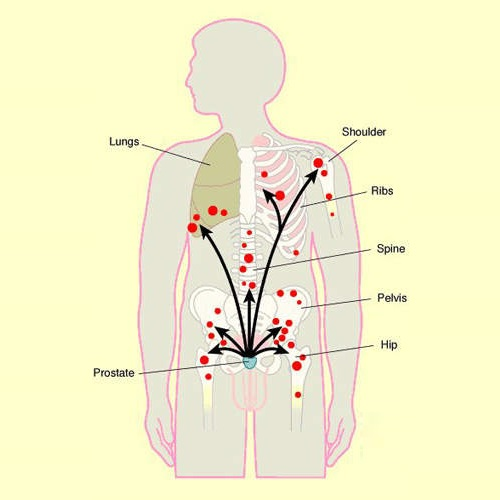 Shoulder
Lungs
Ribs
Spine
Pelvis
Hip
Prostate